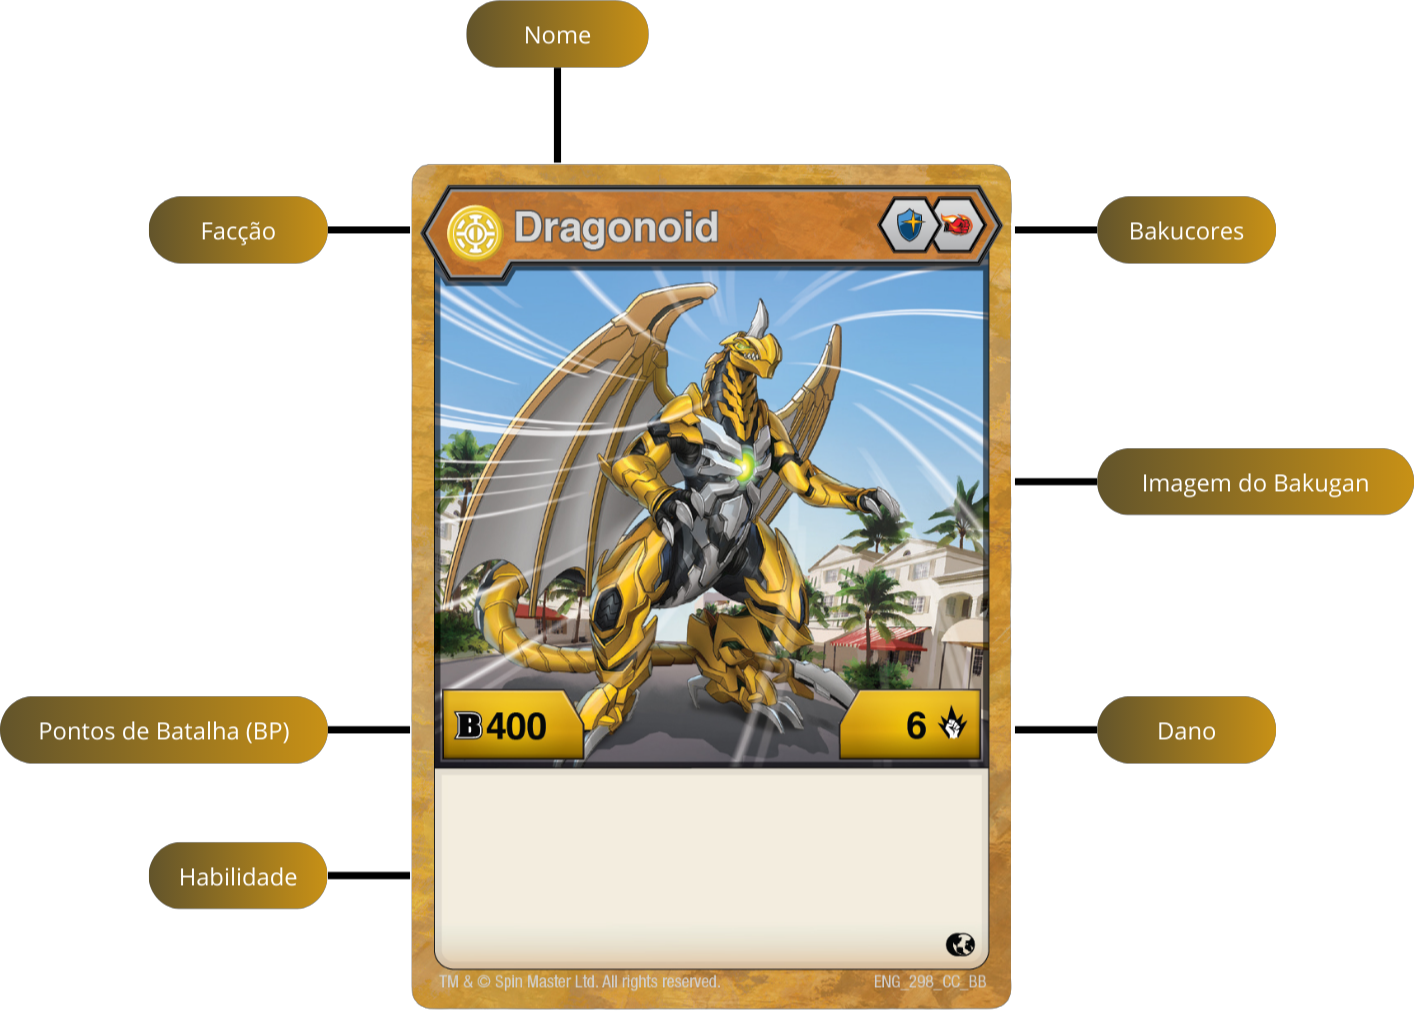 Nome
Facção
Dragonoid
Bakucores
Imagem do Bakugan
Pontos de Batalha (BP)
B 400
6
Dano
Habilidade
TM & © Spin Master Ltd. All rights reserved.
ENG_298_CC_BB